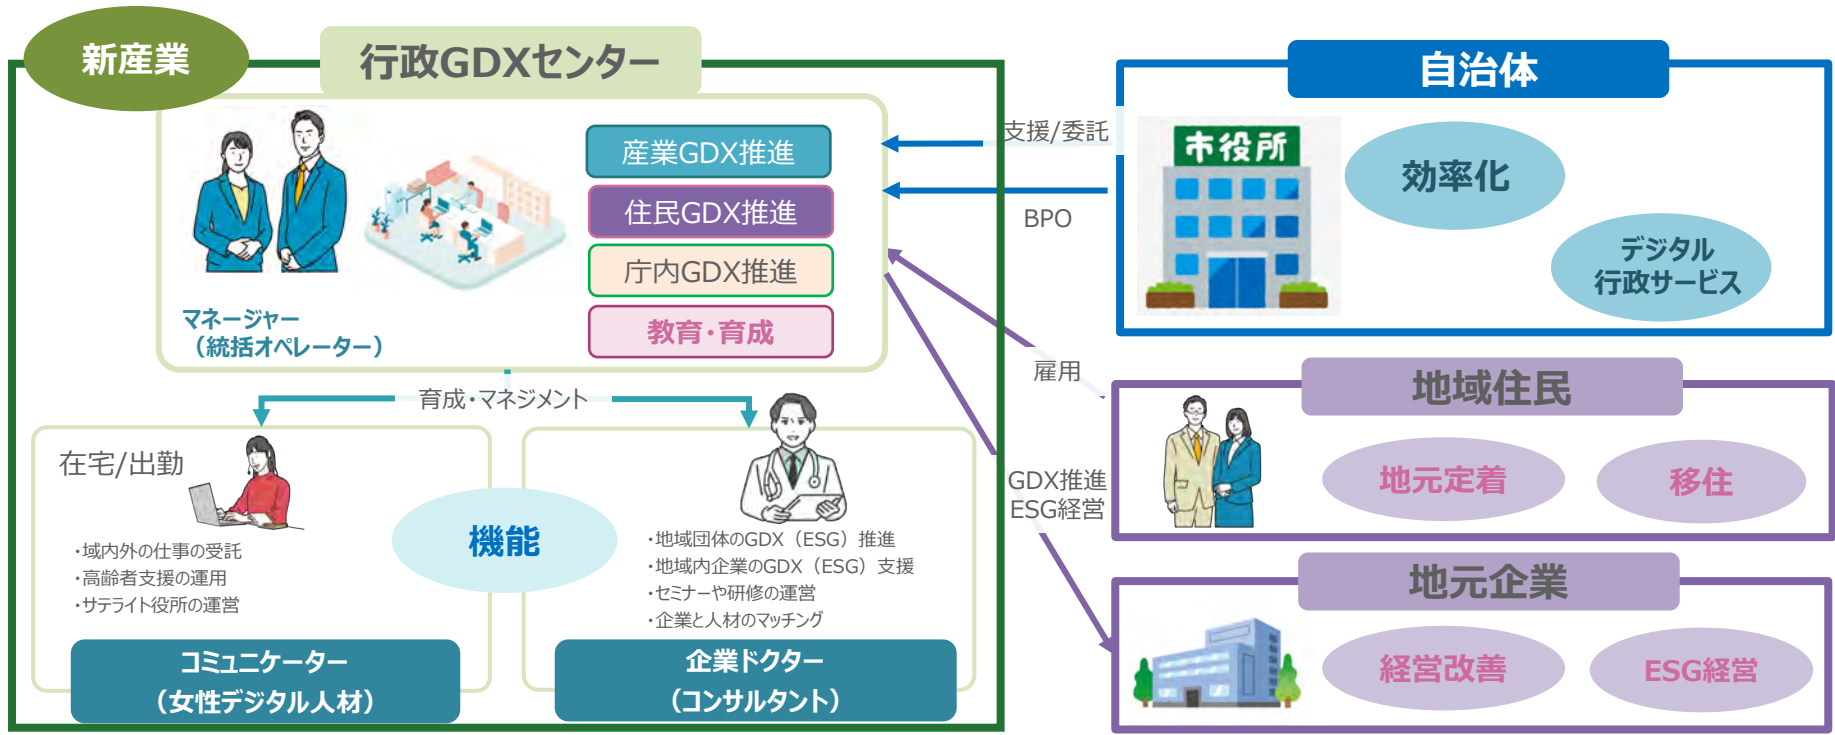 新産業
行政GDXセンター
産業GDX推進
住民GDX推進
庁内GDX推進
教育・育成
マネージャー
（統括オペレーター）
育成・マネジメント
在宅/出勤
・域内外の仕事の受託
・高齢者支援の運用
・サテライト役所の運営
コミュニケーター
（女性デジタル人材）
機能
・地域団体のGDX（ESG）推進
・地域内企業のGDX（ESG）支援
・セミナーや研修の運営
・企業と人材のマッチング
企業ドクター
（コンサルタント）
支援/委託
BPO
雇用
GDX推進
ESG経営
自治体
市役所
効率化
デジタル
行政サービス
地域住民
地元定着
移住
地元企業
経営改善
ESG経営